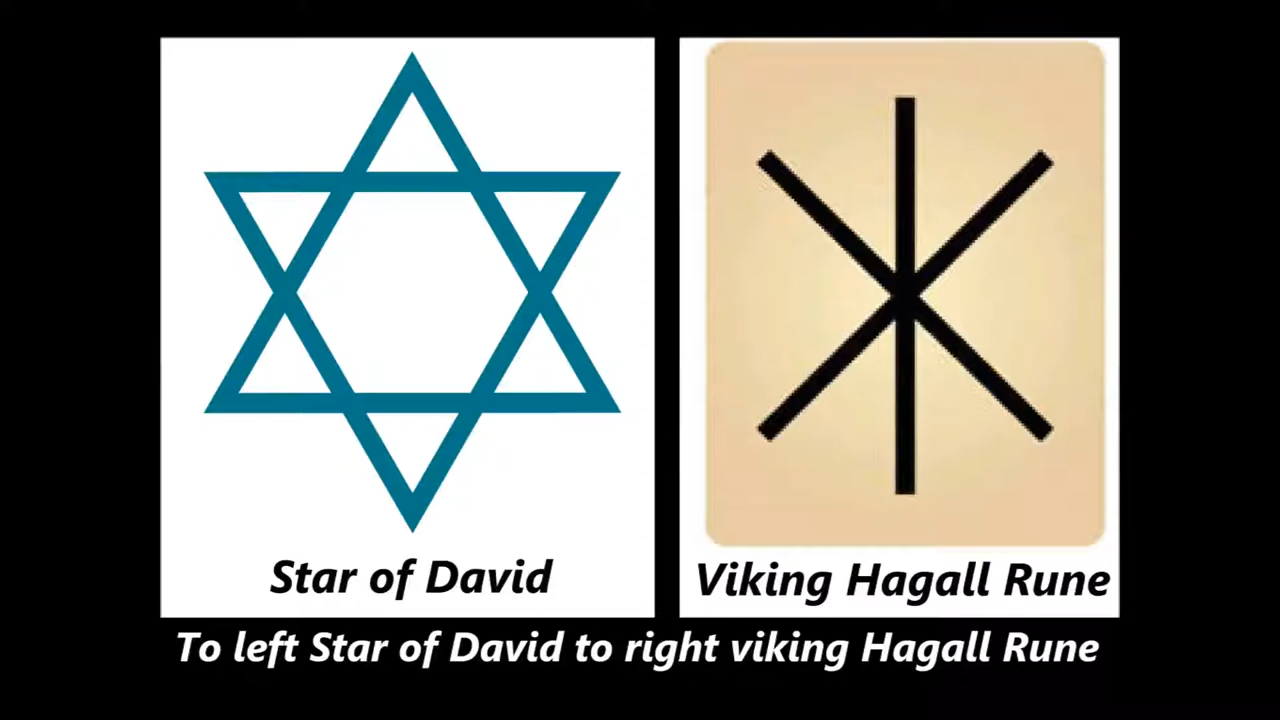 Star of David
Viking Hagall Rune
To left Star of David to right viking Hagall Rune